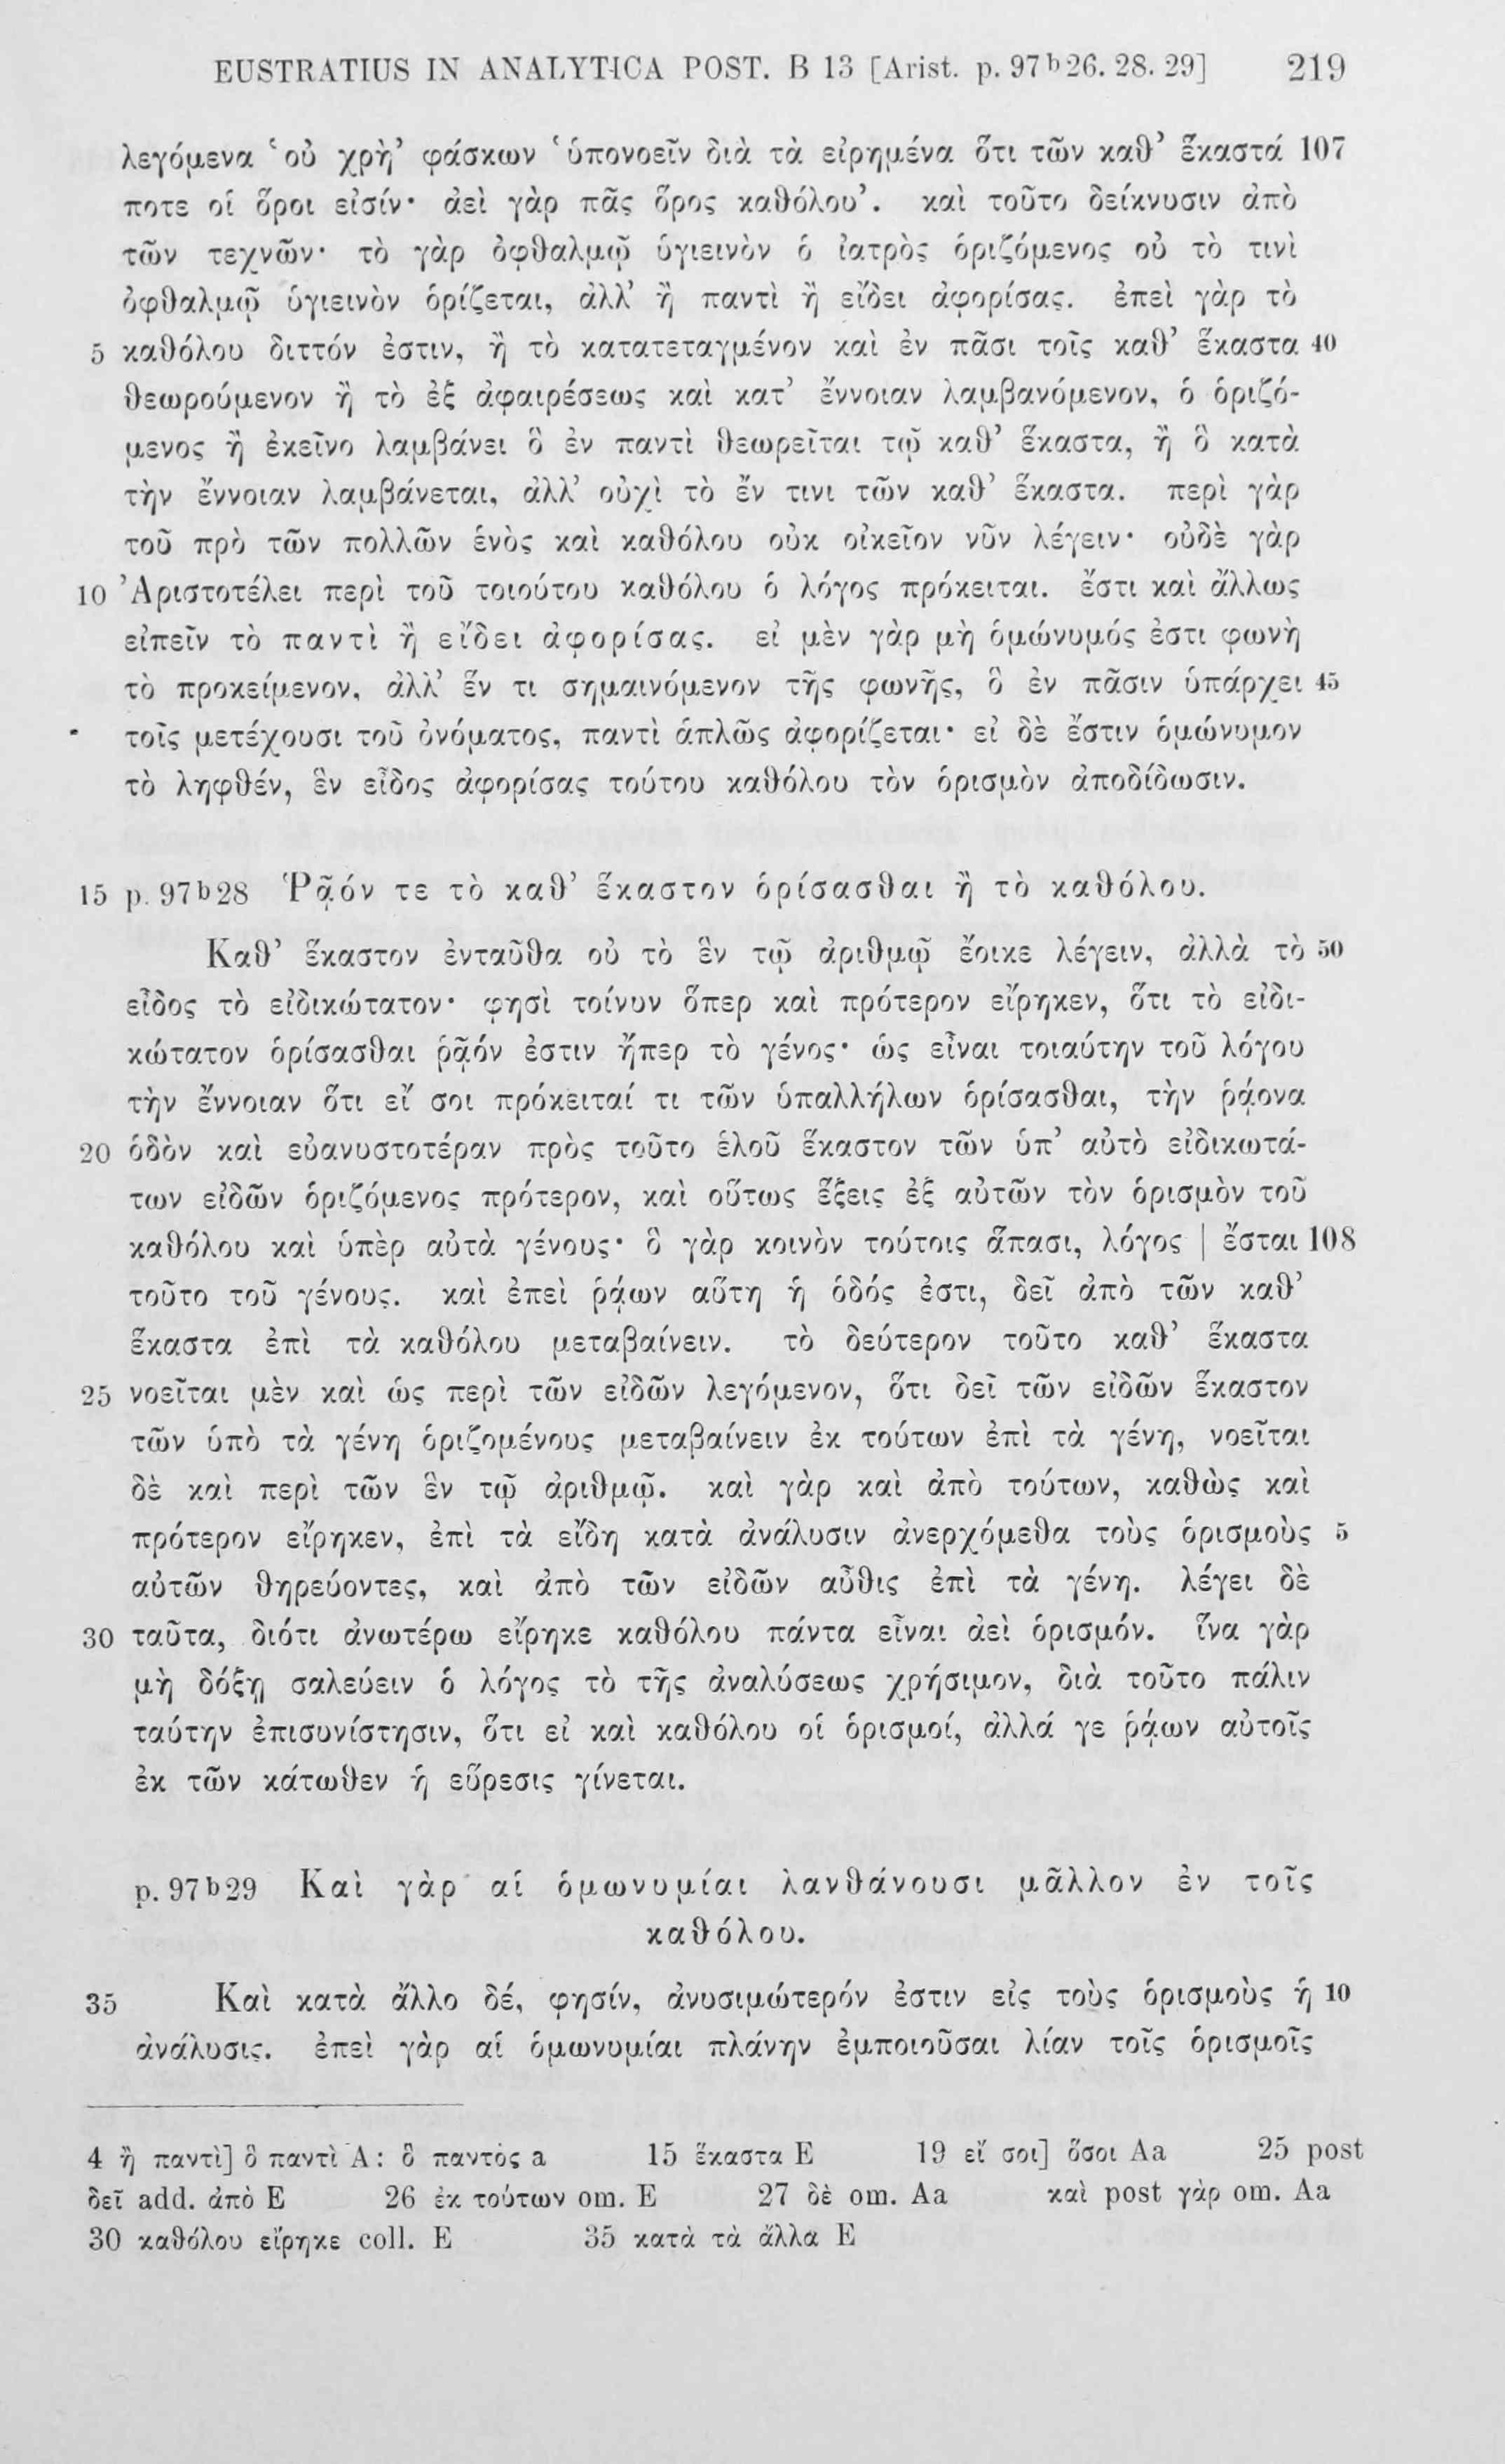 EUSTRATIUS IN ANALYTICA POST. B 13 [Arist. p. 97ᵇ26. 28. 29] 219
λεγόμενα ‘οὐ χρὴ’ φάσκων ‘ὑπονοεῖν διὰ τὰ εἰρημένα ὅτι τῶν καθ’ ἕκαστά 107
ποτε οἱ ὅροι εἰσίν· ἀεὶ γὰρ πᾶς ὅρος καθόλου’. καὶ τοῦτο δείκνυσιν ἀπὸ
τῶν τεχνῶν· τὸ γὰρ ὀφθαλμῷ ὑγιεινὸν ὁ ἰατρὸς ὁριζόμενος οὐ τὸ τινὶ
ὀφθαλμῷ ὑγιεινὸν ὁρίζεται, ἀλλ’ ἢ παντὶ ἢ εἴδει ἀφορίσας. ἐπεὶ γὰρ τὸ
5 καθόλου διττόν ἐστιν, ἢ τὸ κατατεταγμένον καὶ ἐν πᾶσι τοῖς καθ’ ἕκαστα 40
θεωρούμενον ἢ τὸ ἐξ ἀφαιρέσεως καὶ κατ’ ἔννοιαν λαμβανόμενον, ὁ ὁριζό-
μενος ἢ ἐκεῖνο λαμβάνει ὃ ἐν παντὶ θεωρεῖται τῷ καθ’ ἕκαστα, ἢ ὃ κατὰ
τὴν ἔννοιαν λαμβάνεται, ἀλλ’ οὐχὶ τὸ ἔν τινι τῶν καθ’ ἕκαστα. περὶ γὰρ
τοῦ πρὸ τῶν πολλῶν ἑνὸς καὶ καθόλου οὐκ οἰκεῖον νῦν λέγειν· οὐδὲ γὰρ
10 Ἀριστοτέλει περὶ τοῦ τοιούτου καθόλου ὁ λόγος πρόκειται. ἔστι καὶ ἄλλως
εἰπεῖν τὸ παντὶ ἢ εἴδει ἀφορίσας. εἰ μὲν γὰρ μὴ ὁμώνυμός ἐστι φωνὴ
τὸ προκείμενον, ἀλλ’ ἕν τι σημαινόμενον τῆς φωνῆς, ὃ ἐν πᾶσιν ὑπάρχει 45
τοῖς μετέχουσι τοῦ ὀνόματος, παντὶ ἁπλῶς ἀφορίζεται· εἰ δὲ ἔστιν ὁμώνυμον
τὸ ληφθέν, ἓν εἶδος ἀφορίσας τούτου καθόλου τὸν ὁρισμὸν ἀποδίδωσιν.
15 p. 97ᵇ28 Ῥᾷόν τε τὸ καθ’ ἕκαστον ὁρίσασθαι ἢ τὸ καθόλου.
Καθ’ ἕκαστον ἐνταῦθα οὐ τὸ ἓν τῷ ἀριθμῷ ἔοικε λέγειν, ἀλλὰ τὸ 50
εἶδος τὸ εἰδικώτατον· φησὶ τοίνυν ὅπερ καὶ πρότερον εἴρηκεν, ὅτι τὸ εἰδι-
κώτατον ὁρίσασθαι ῥᾷόν ἐστιν ἤπερ τὸ γένος· ὡς εἶναι τοιαύτην τοῦ λόγου
τὴν ἔννοιαν ὅτι εἴ σοι πρόκειταί τι τῶν ὑπαλλήλων ὁρίσασθαι, τὴν ῥᾴονα
20 ὁδὸν καὶ εὐανυστοτέραν πρὸς τοῦτο ἑλοῦ ἕκαστον τῶν ὑπ’ αὐτὸ εἰδικωτά-
των εἰδῶν ὁριζόμενος πρότερον, καὶ οὕτως ἕξεις ἐξ αὐτῶν τὸν ὁρισμὸν τοῦ
καθόλου καὶ ὑπὲρ αὐτὰ γένους· ὃ γὰρ κοινὸν τούτοις ἅπασι, λόγος | ἔσται 108
τοῦτο τοῦ γένους. καὶ ἐπεὶ ῥᾴων αὕτη ἡ ὁδός ἐστι, δεῖ ἀπὸ τῶν καθ’
ἕκαστα ἐπὶ τὰ καθόλου μεταβαίνειν. τὸ δεύτερον τοῦτο καθ’ ἕκαστα
25 νοεῖται μὲν καὶ ὡς περὶ τῶν εἰδῶν λεγόμενον, ὅτι δεῖ τῶν εἰδῶν ἕκαστον
τῶν ὑπὸ τὰ γένη ὁριζομένους μεταβαίνειν ἐκ τούτων ἐπὶ τὰ γένη, νοεῖται
δὲ καὶ περὶ τῶν ἓν τῷ ἀριθμῷ. καὶ γὰρ καὶ ἀπὸ τούτων, καθὼς καὶ
πρότερον εἴρηκεν, ἐπὶ τὰ εἴδη κατὰ ἀνάλυσιν ἀνερχόμεθα τοὺς ὁρισμοὺς 5
αὐτῶν θηρεύοντες, καὶ ἀπὸ τῶν εἰδῶν αὖθις ἐπὶ τὰ γένη. λέγει δὲ
30 ταῦτα, διότι ἀνωτέρω εἴρηκε καθόλου πάντα εἶναι ἀεὶ ὁρισμόν. ἵνα γὰρ
μὴ δόξῃ σαλεύειν ὁ λόγος τὸ τῆς ἀναλύσεως χρήσιμον, διὰ τοῦτο πάλιν
ταύτην ἐπισυνίστησιν, ὅτι εἰ καὶ καθόλου οἱ ὁρισμοί, ἀλλά γε ῥᾴων αὐτοῖς
ἐκ τῶν κάτωθεν ἡ εὕρεσις γίνεται.
p. 97ᵇ29 Καὶ γὰρ αἱ ὁμωνυμίαι λανθάνουσι μᾶλλον ἐν τοῖς
καθόλου.
35 Καὶ κατὰ ἄλλο δέ, φησίν, ἀνυσιμώτερόν ἐστιν εἰς τοὺς ὁρισμοὺς ἡ 10
ἀνάλυσις. ἐπεὶ γὰρ αἱ ὁμωνυμίαι πλάνην ἐμποιοῦσαι λίαν τοῖς ὁρισμοῖς
4 ἢ παντὶ] ὃ παντὶ A : ὃ παντὸς a 15 ἕκαστα E 19 εἴ σοι] ὅσοι Aa 25 post
δεῖ add. ἀπὸ E 26 ἐκ τούτων om. E 27 δὲ om. Aa καὶ post γὰρ om. Aa
30 καθόλου εἴρηκε coll. E 35 κατὰ τὰ ἄλλα E